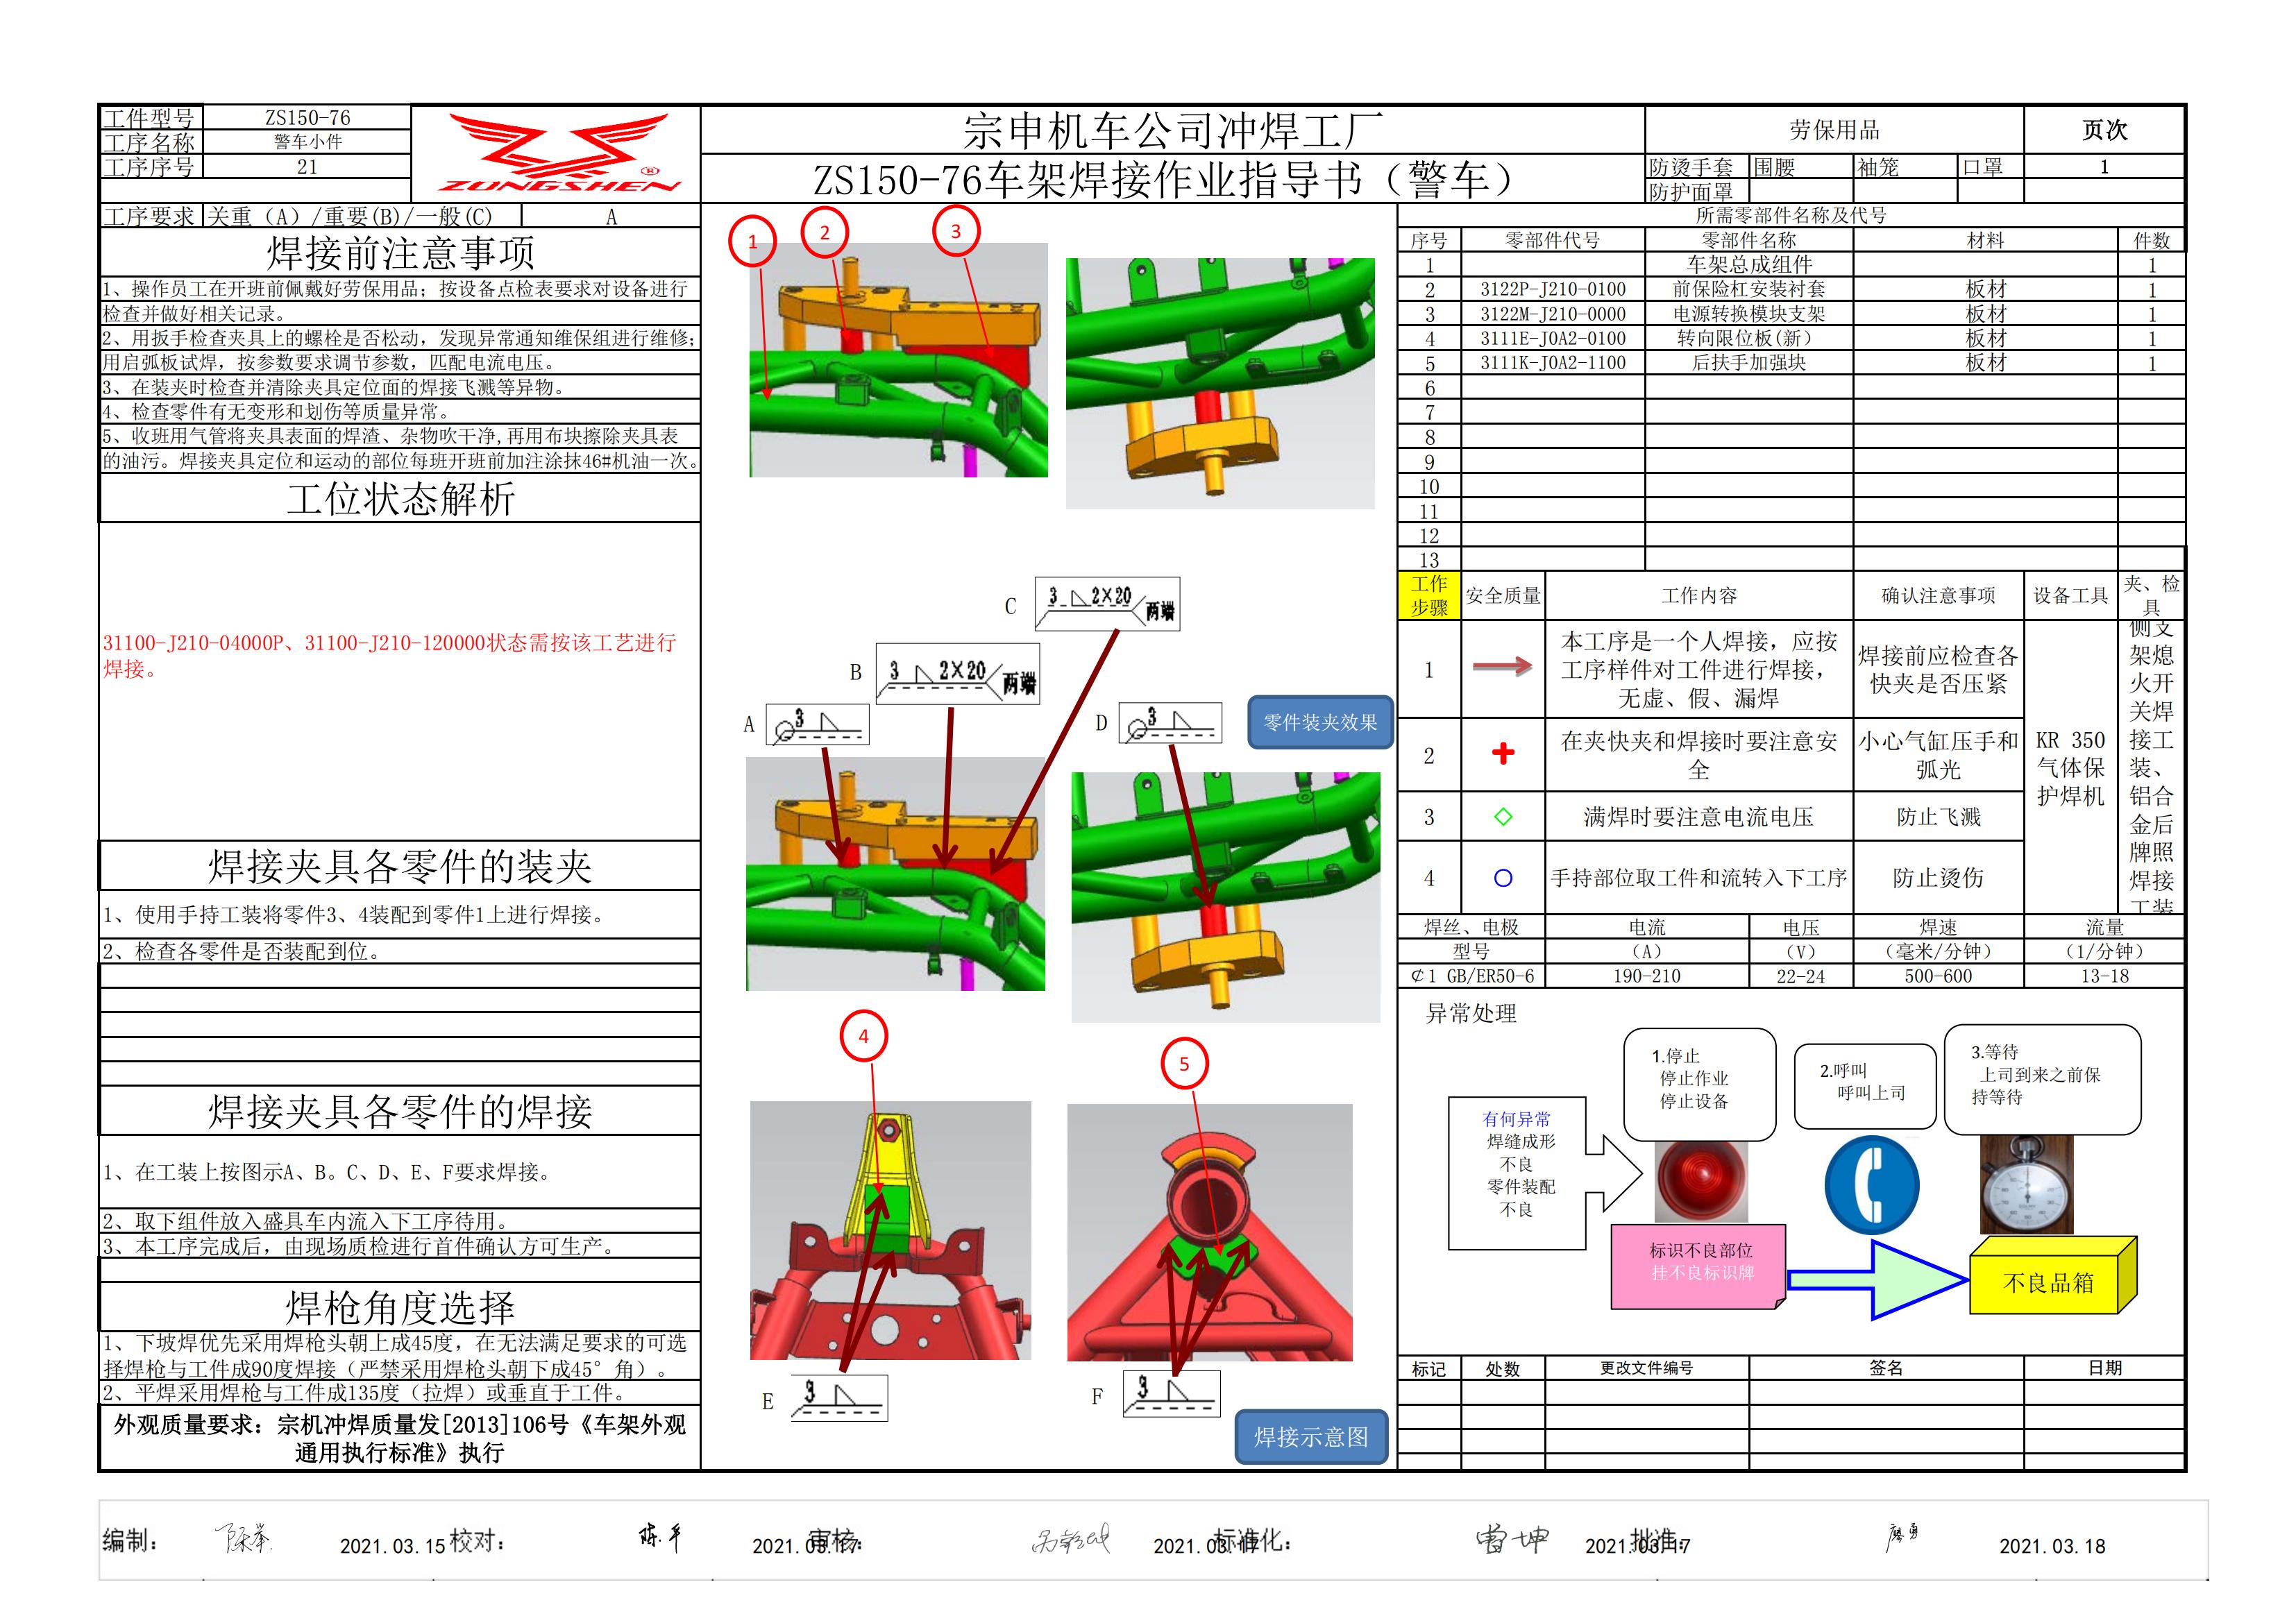 工件型号 ZS150-76
工序名称 警车小件
工序序号 21
ZONGSHEN ®
宗申机车公司冲焊工厂
ZS150-76车架焊接作业指导书（警车）
劳保用品 页次
防烫手套 围腰 袖笼 口罩 1
防护面罩
工序要求 关重（A）/重要(B)/一般(C) A
焊接前注意事项
1、操作员工在开班前佩戴好劳保用品；按设备点检表要求对设备进行
检查并做好相关记录。
2、用扳手检查夹具上的螺栓是否松动，发现异常通知维保组进行维修；
用启弧板试焊，按参数要求调节参数，匹配电流电压。
3、在装夹时检查并清除夹具定位面的焊接飞溅等异物。
4、检查零件有无变形和划伤等质量异常。
5、收班用气管将夹具表面的焊渣、杂物吹干净,再用布块擦除夹具表
的油污。焊接夹具定位和运动的部位每班开班前加注涂抹46#机油一次。
工位状态解析
31100-J210-04000P、31100-J210-120000状态需按该工艺进行
焊接。
焊接夹具各零件的装夹
1、使用手持工装将零件3、4装配到零件1上进行焊接。
2、检查各零件是否装配到位。
焊接夹具各零件的焊接
1、在工装上按图示A、B。C、D、E、F要求焊接。
2、取下组件放入盛具车内流入下工序待用。
3、本工序完成后，由现场质检进行首件确认方可生产。
焊枪角度选择
1、下坡焊优先采用焊枪头朝上成45度，在无法满足要求的可选
择焊枪与工件成90度焊接（严禁采用焊枪头朝下成45°角）。
2、平焊采用焊枪与工件成135度（拉焊）或垂直于工件。
外观质量要求：宗机冲焊质量发[2013]106号《车架外观
通用执行标准》执行
1
2
3
C 3 2×20 两端
B 3 2×20 两端
A 3
D 3
零件装夹效果
4
5
E 3
F 3
焊接示意图
所需零部件名称及代号
序号 零部件代号 零部件名称 材料 件数
1 车架总成组件 1
2 3122P-J210-0100 前保险杠安装衬套 板材 1
3 3122M-J210-0000 电源转换模块支架 板材 1
4 3111E-J0A2-0100 转向限位板(新） 板材 1
5 3111K-J0A2-1100 后扶手加强块 板材 1
6
7
8
9
10
11
12
13
工作步骤 安全质量 工作内容 确认注意事项 设备工具 夹、检具
1 本工序是一个人焊接，应按
工序样件对工件进行焊接，
无虚、假、漏焊
焊接前应检查各
快夹是否压紧
2 在夹快夹和焊接时要注意安
全
小心气缸压手和
弧光
3 满焊时要注意电流电压 防止飞溅
4 手持部位取工件和流转入下工序 防止烫伤
KR 350
气体保
护焊机
侧支
架熄
火开
关焊
接工
装、
铝合
金后
牌照
焊接
工装
焊丝、电极 电流 电压 焊速 流量
型号 （A） （V） （毫米/分钟） （1/分钟）
¢1 GB/ER50-6 190-210 22-24 500-600 13-18
异常处理
有何异常
焊缝成形
不良
零件装配
不良
1.停止
停止作业
停止设备
2.呼叫
呼叫上司
3.等待
上司到来之前保
持等待
标识不良部位
挂不良标识牌
不良品箱
标记 处数 更改文件编号 签名 日期
编制： 2021.03.15 校对： 2021.03.17 审核： 2021.03.17 标准化： 2021.03.17 批准： 2021.03.18